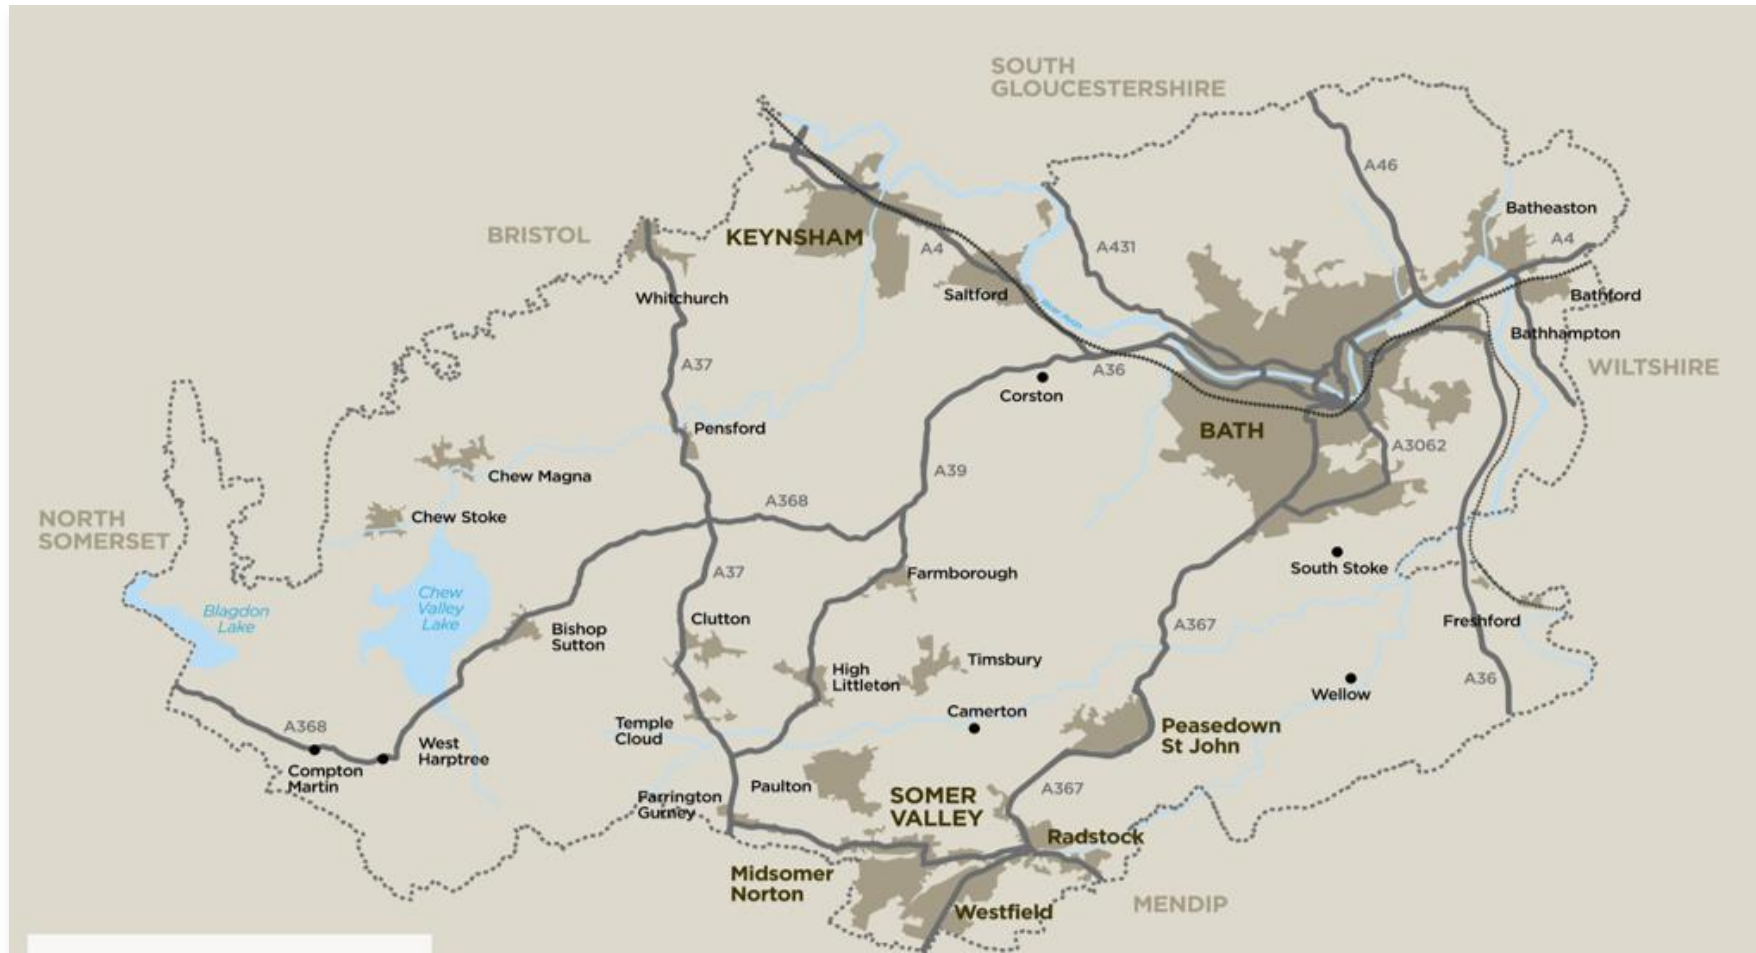 SOUTH
GLOUCESTERSHIRE
A46
Batheaston
BRISTOL
KEYNSHAM
A4
A431
A4
Whitchurch
Saltford
River Avon
Bathford
Bathhampton
A37
A36
WILTSHIRE
Corston
Pensford
BATH
A3062
Chew Magna
A39
A368
Chew Stoke
NORTH
SOMERSET
A37
Farmborough
South Stoke
Blagdon
Lake
Chew
Valley
Lake
Clutton
Bishop
Sutton
A367
Freshford
High
Littleton
Timsbury
A36
Wellow
Camerton
Temple
Cloud
A368
West
Harptree
Peasedown
St John
Compton
Martin
Paulton
Farrington
Gurney
SOMER
VALLEY
A367
Radstock
Midsomer
Norton
Westfield
MENDIP